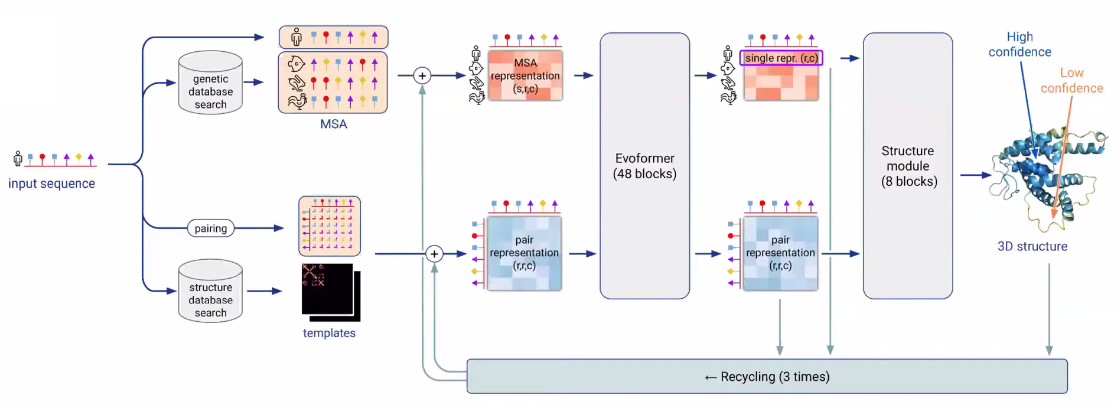 input sequence
genetic
database
search
MSA
pairing
structure
database
search
templates
+
+
MSA
representation
(s,r,c)
pair
representation
(r,r,c)
Evoformer
(48 blocks)
single repr. (r,c)
pair
representation
(r,r,c)
Structure
module
(8 blocks)
High
confidence
Low
confidence
3D structure
← Recycling (3 times)